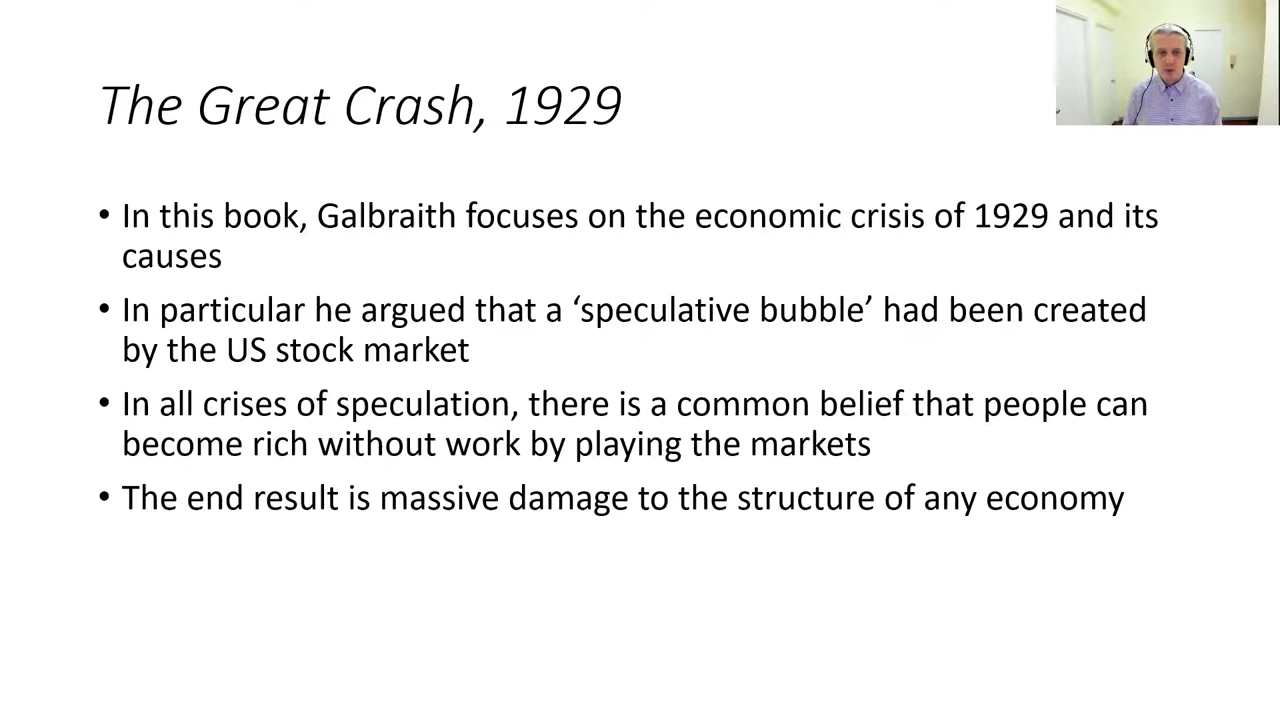 The Great Crash, 1929
• In this book, Galbraith focuses on the economic crisis of 1929 and its
causes
• In particular he argued that a ‘speculative bubble’ had been created
by the US stock market
• In all crises of speculation, there is a common belief that people can
become rich without work by playing the markets
• The end result is massive damage to the structure of any economy